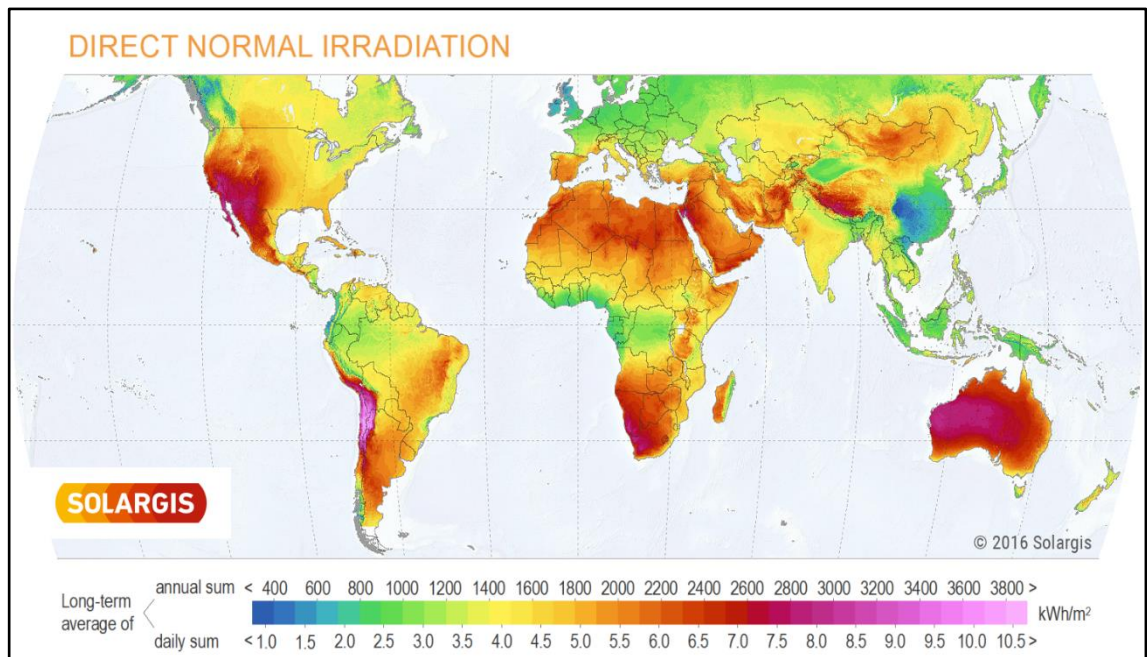 DIRECT NORMAL IRRADIATION
SOLARGIS
© 2016 Solargis
Long-term average of
annual sum < 400 600 800 1000 1200 1400 1600 1800 2000 2200 2400 2600 2800 3000 3200 3400 3600 3800 >
kWh/m²
daily sum < 1.0 1.5 2.0 2.5 3.0 3.5 4.0 4.5 5.0 5.5 6.0 6.5 7.0 7.5 8.0 8.5 9.0 9.5 10.0 10.5 >